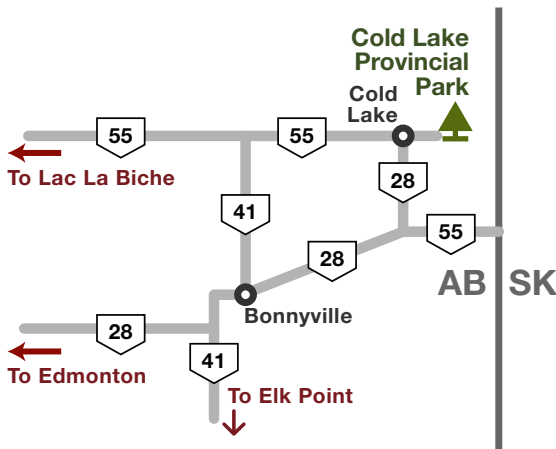 Cold Lake
Provincial
Park
Cold
Lake
55
55
To Lac La Biche
28
41
55
28
AB
SK
Bonnyville
28
To Edmonton
41
To Elk Point